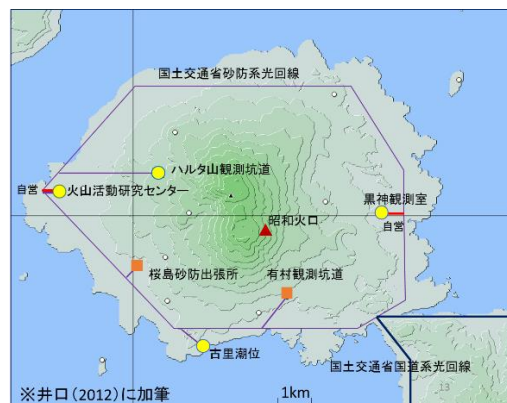 国土交通省砂防系光回線
ハルタ山観測坑道
自営
火山活動研究センター
黒神観測室
自営
昭和火口
桜島砂防出張所
有村観測坑道
古里潮位
国土交通省国道系光回線
13
※井口(2012)に加筆
1km